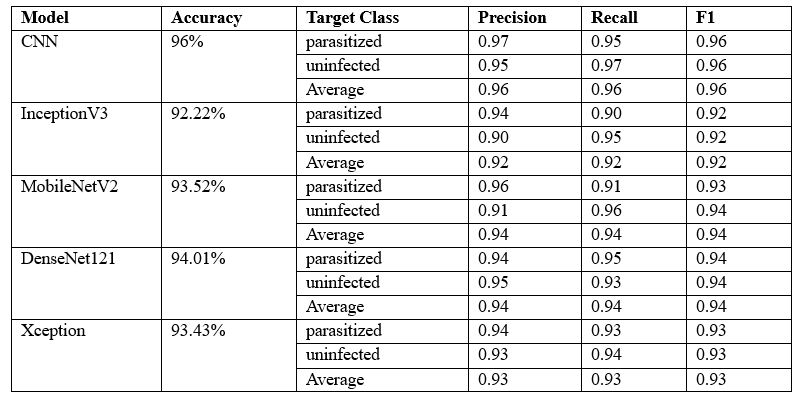 Model Accuracy Target Class Precision Recall F1
CNN 96% parasitized 0.97 0.95 0.96
uninfected 0.95 0.97 0.96
Average 0.96 0.96 0.96
InceptionV3 92.22% parasitized 0.94 0.90 0.92
uninfected 0.90 0.95 0.92
Average 0.92 0.92 0.92
MobileNetV2 93.52% parasitized 0.96 0.91 0.93
uninfected 0.91 0.96 0.94
Average 0.94 0.94 0.94
DenseNet121 94.01% parasitized 0.94 0.95 0.94
uninfected 0.95 0.93 0.94
Average 0.94 0.94 0.94
Xception 93.43% parasitized 0.94 0.93 0.93
uninfected 0.93 0.94 0.93
Average 0.93 0.93 0.93